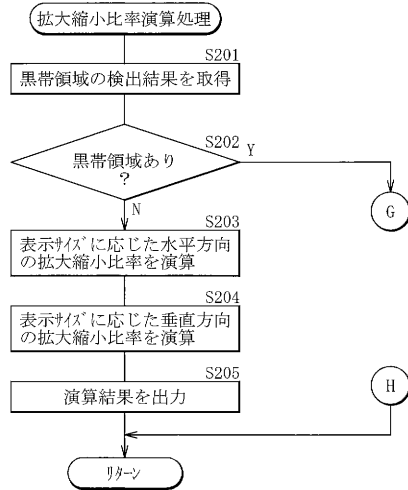 拡大縮小比率演算処理
S201
黒帯領域の検出結果を取得
S202
黒帯領域あり
?
Y
G
N
S203
表示ｻｲｽﾞに応じた水平方向
の拡大縮小比率を演算
S204
表示ｻｲｽﾞに応じた垂直方向
の拡大縮小比率を演算
S205
演算結果を出力
H
ﾘﾀｰﾝ